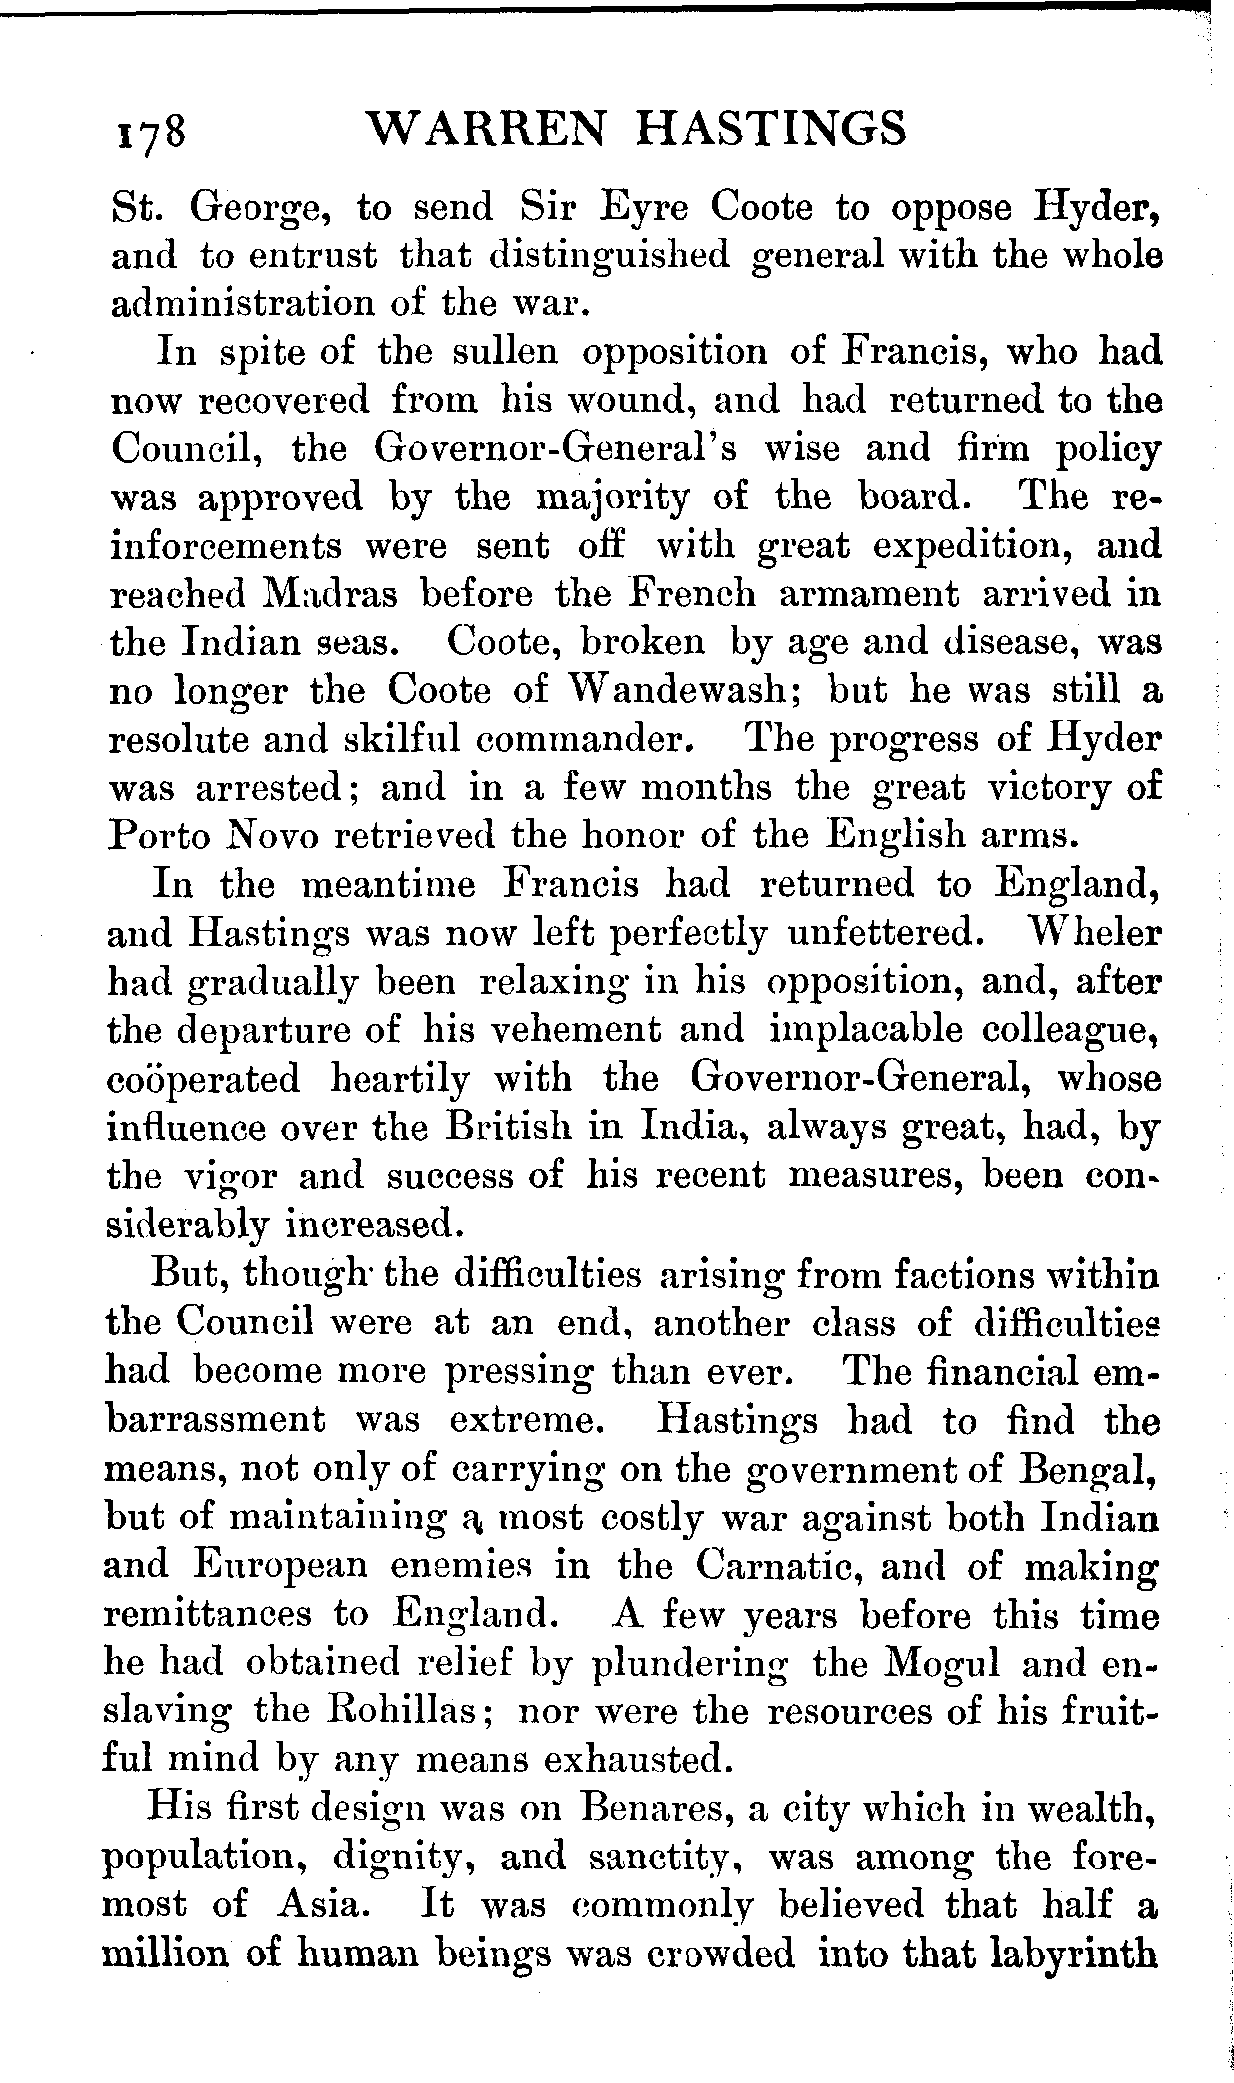 178 WARREN HASTINGS
St. George, to send Sir Eyre Coote to oppose Hyder,
and to entrust that distinguished general with the whole
administration of the war.
In spite of the sullen opposition of Francis, who had
now recovered from his wound, and had returned to the
Council, the Governor-General's wise and firm policy
was approved by the majority of the board. The re-
inforcements were sent off with great expedition, and
reached Madras before the French armament arrived in
the Indian seas. Coote, broken by age and disease, was
no longer the Coote of Wandewash; but he was still a
resolute and skilful commander. The progress of Hyder
was arrested; and in a few months the great victory of
Porto Novo retrieved the honor of the English arms.
In the meantime Francis had returned to England,
and Hastings was now left perfectly unfettered. Wheler
had gradually been relaxing in his opposition, and, after
the departure of his vehement and implacable colleague,
coöperated heartily with the Governor-General, whose
influence over the British in India, always great, had, by
the vigor and success of his recent measures, been con-
siderably increased.
But, though the difficulties arising from factions within
the Council were at an end, another class of difficulties
had become more pressing than ever. The financial em-
barrassment was extreme. Hastings had to find the
means, not only of carrying on the government of Bengal,
but of maintaining a most costly war against both Indian
and European enemies in the Carnatic, and of making
remittances to England. A few years before this time
he had obtained relief by plundering the Mogul and en-
slaving the Rohillas; nor were the resources of his fruit-
ful mind by any means exhausted.
His first design was on Benares, a city which in wealth,
population, dignity, and sanctity, was among the fore-
most of Asia. It was commonly believed that half a
million of human beings was crowded into that labyrinth